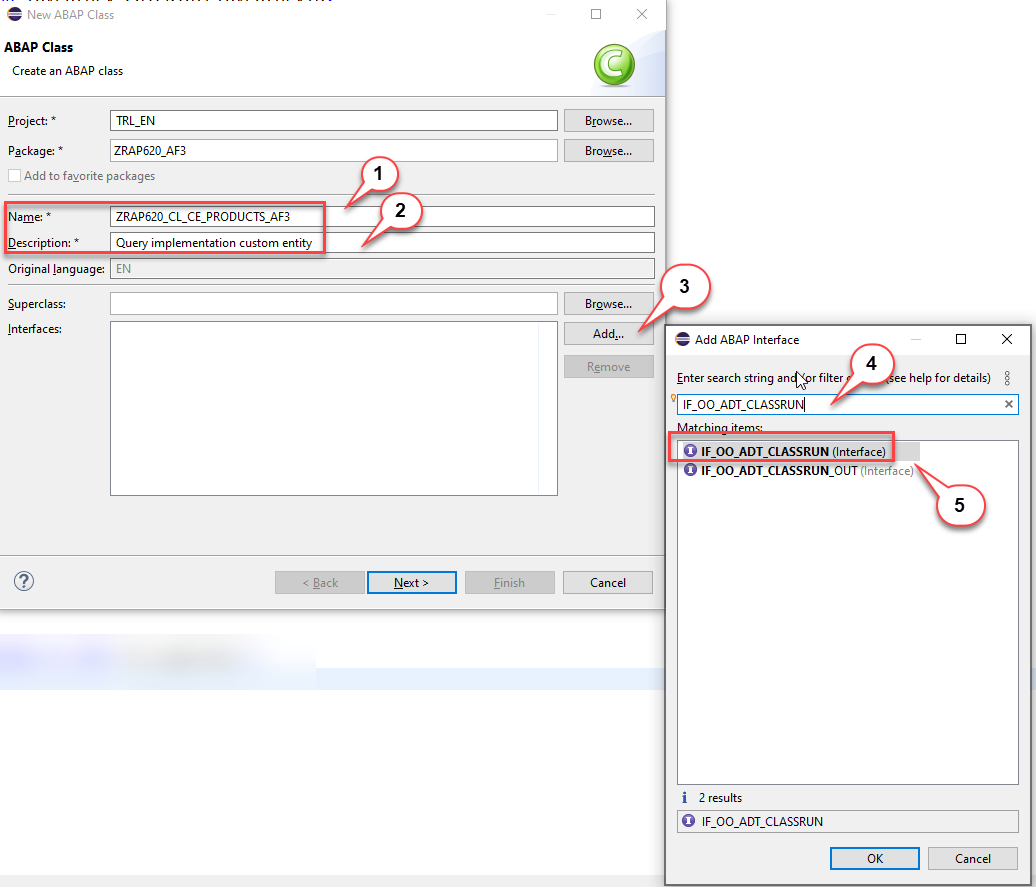 New ABAP Class
ABAP Class
Create an ABAP class
Project: * TRL_EN Browse...
Package: * ZRAP620_AF3 Browse...
Add to favorite packages
1
Name: * ZRAP620_CL_CE_PRODUCTS_AF3
2
Description: * Query implementation custom entity
Original language: EN
Superclass: Browse...
3
Interfaces: Add...
Remove
? < Back Next > Finish Cancel
Add ABAP Interface
4
Enter search string and/or filter (see help for details)
IF_OO_ADT_CLASSRUN
Matching items:
IF_OO_ADT_CLASSRUN (Interface)
IF_OO_ADT_CLASSRUN_OUT (Interface)
5
2 results
IF_OO_ADT_CLASSRUN
OK Cancel